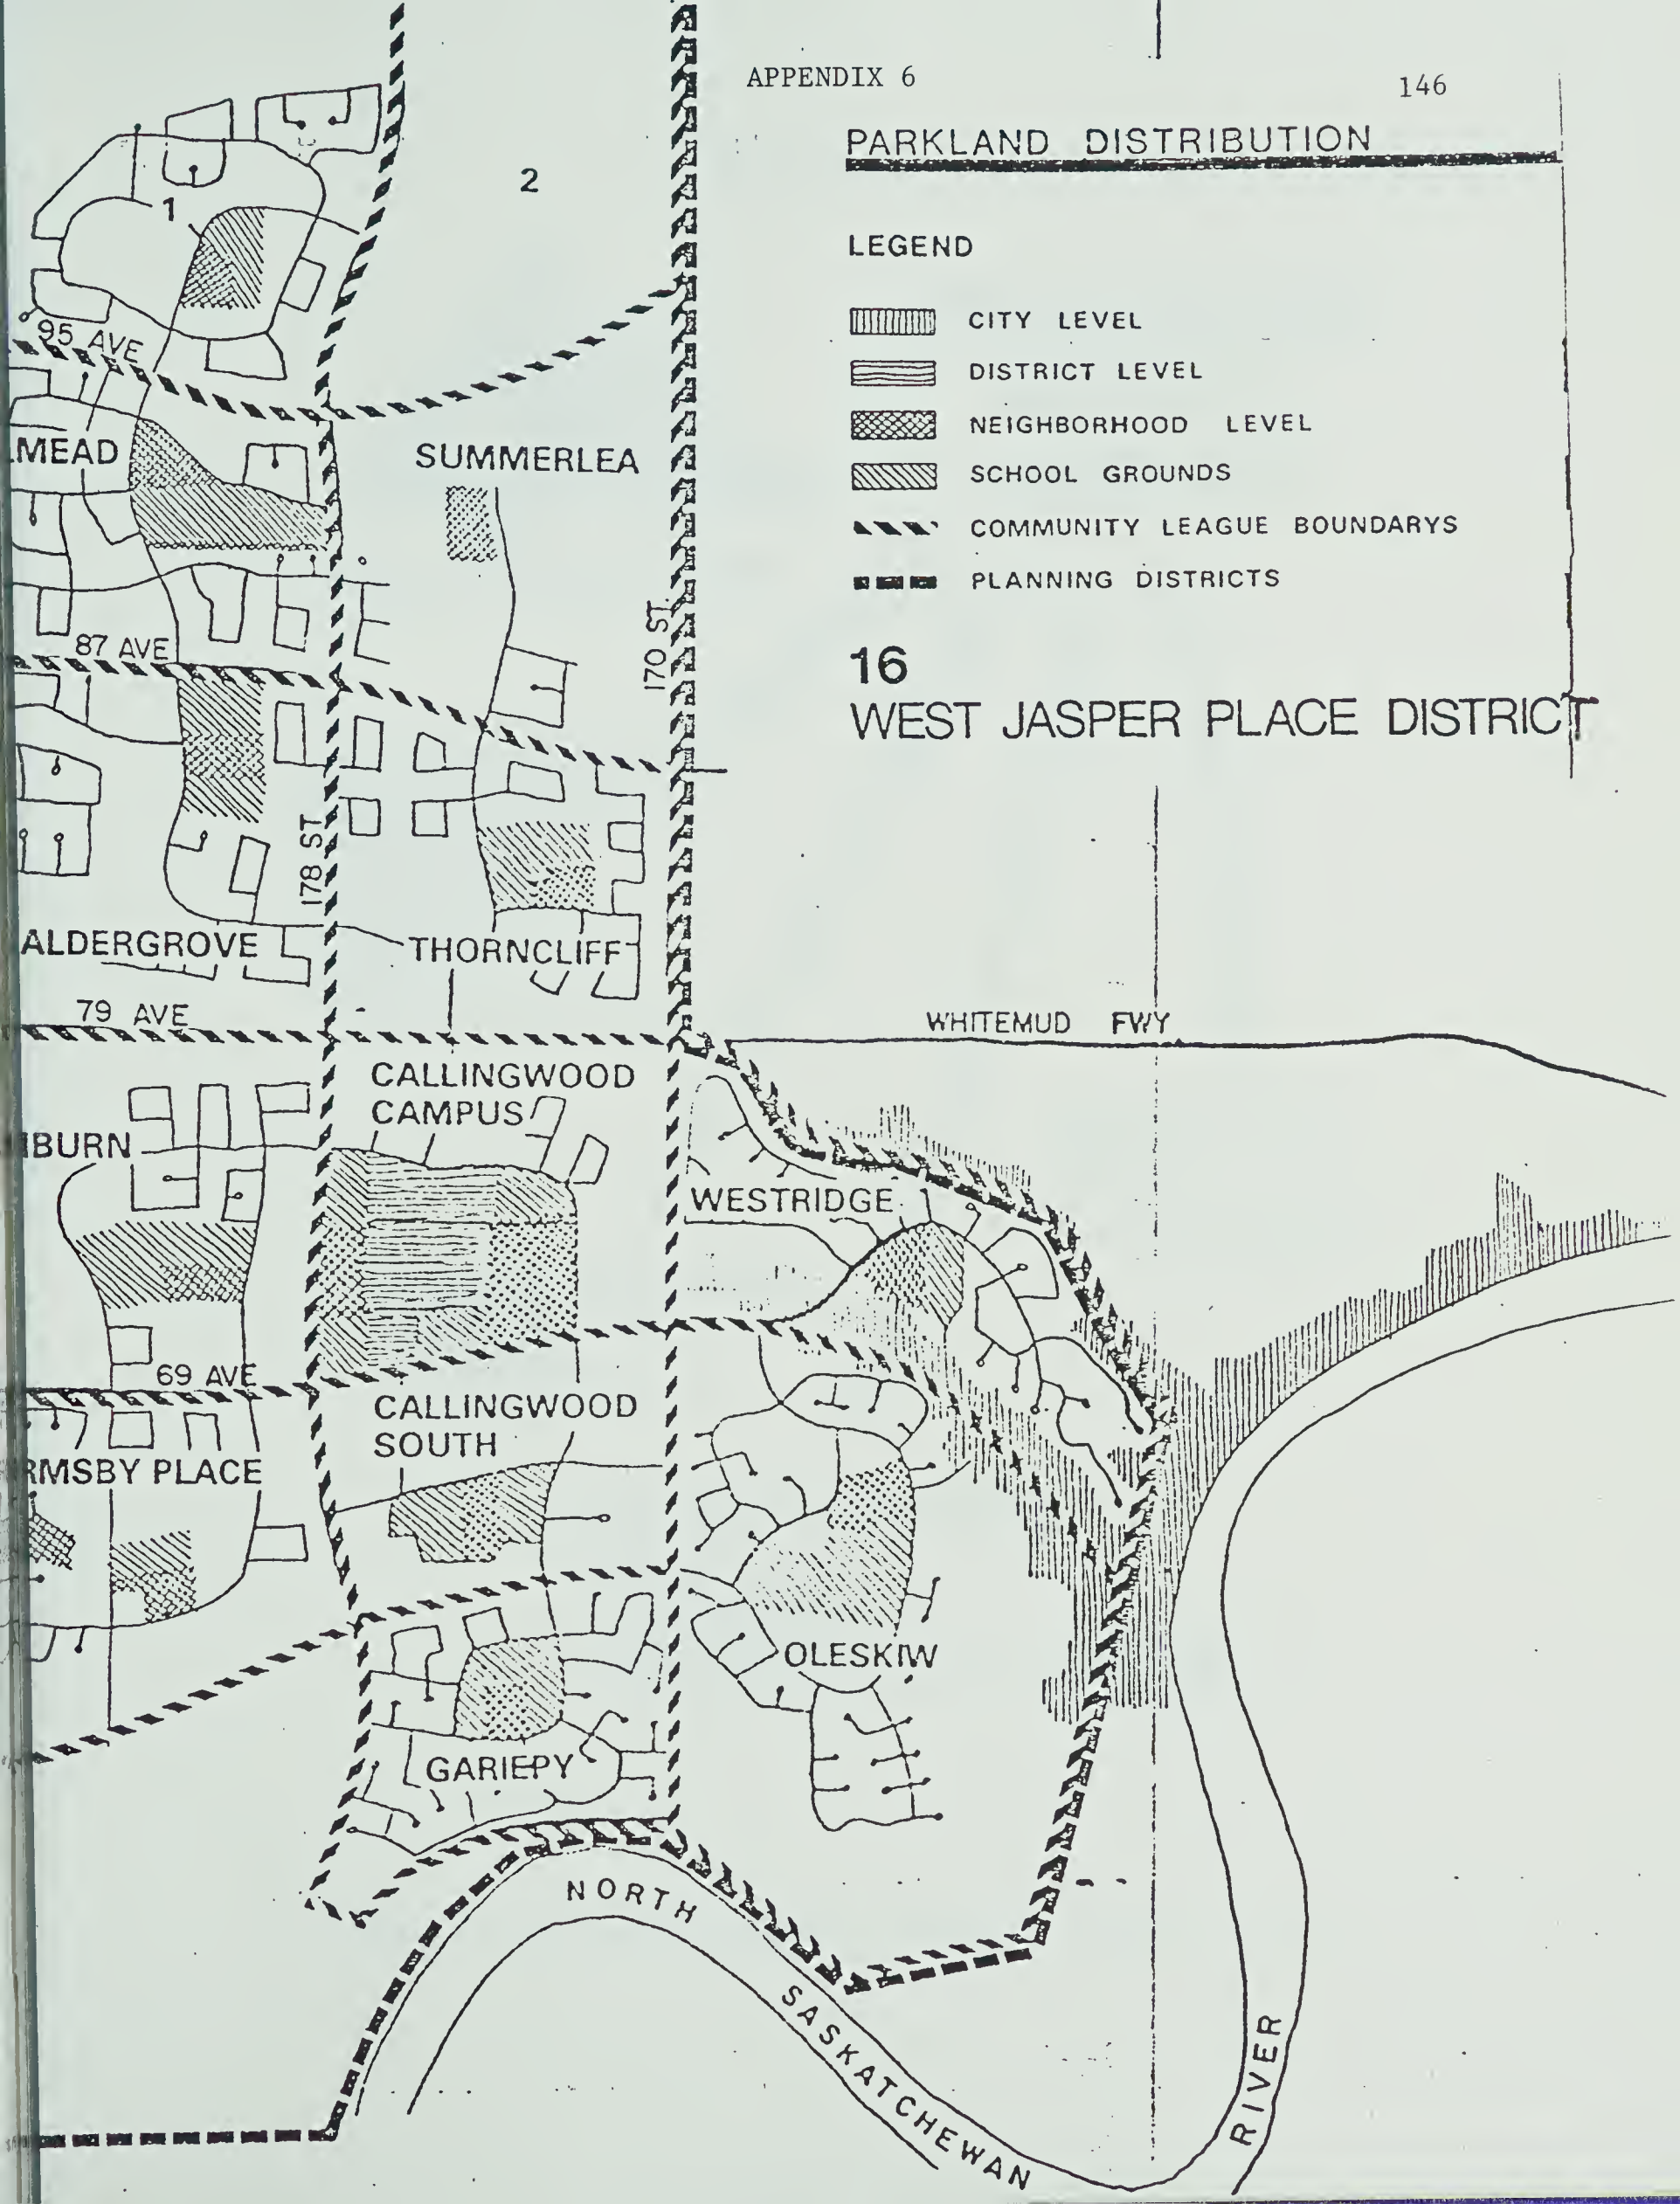 APPENDIX 6
146
PARKLAND DISTRIBUTION
LEGEND
CITY LEVEL
DISTRICT LEVEL
NEIGHBORHOOD LEVEL
SCHOOL GROUNDS
COMMUNITY LEAGUE BOUNDARYS
PLANNING DISTRICTS
16
WEST JASPER PLACE DISTRICT
2
1
95 AVE
LMEAD
SUMMERLEA
170 ST.
87 AVE
178 ST
ALDERGROVE
THORNCLIFF
79 AVE
WHITEMUD FWY
CALLINGWOOD
CAMPUS
BURN
WESTRIDGE
69 AVE
CALLINGWOOD
SOUTH
RMSBY PLACE
OLESKIW
GARIEPY
NORTH
SASKATCHEWAN
RIVER